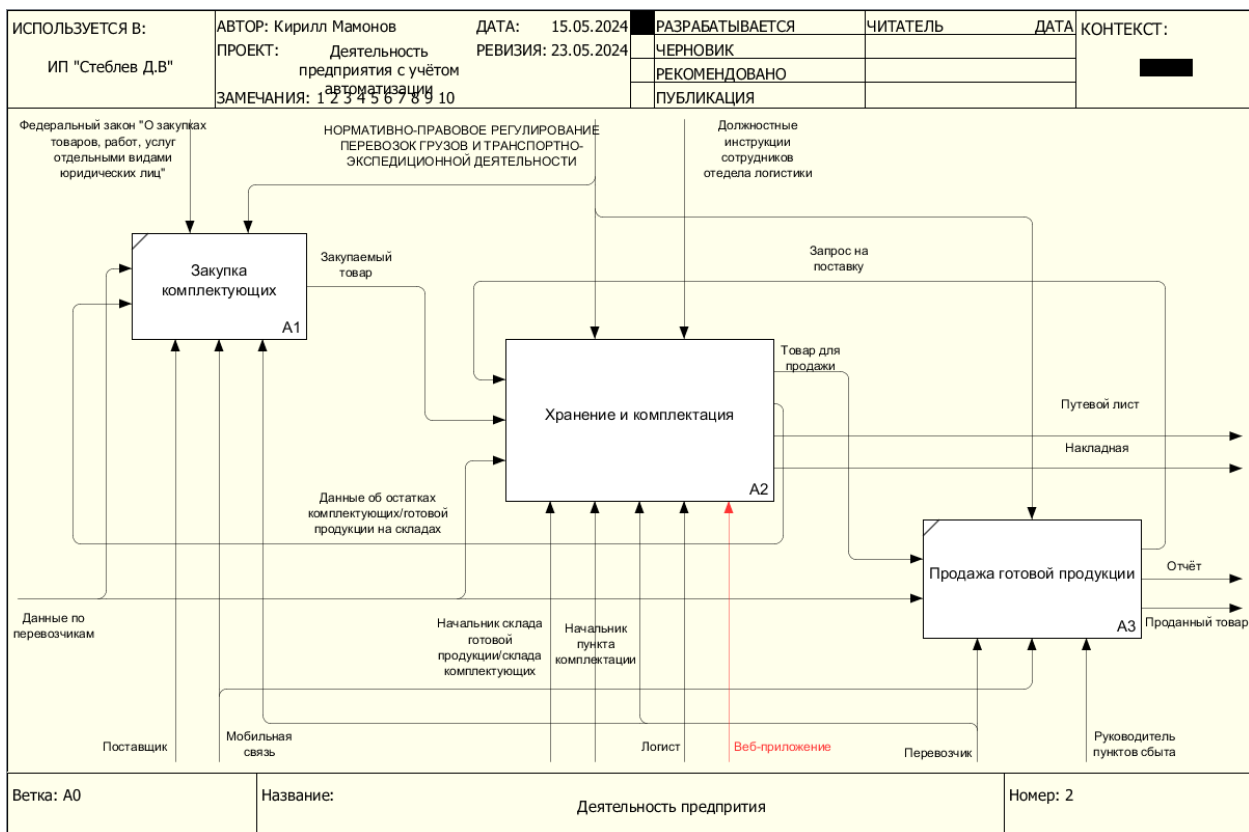 ИСПОЛЬЗУЕТСЯ В:
ИП "Стеблев Д.В"
АВТОР: Кирилл Мамонов
ДАТА: 15.05.2024
ПРОЕКТ: Деятельность
предприятия с учётом
автоматизации
РЕВИЗИЯ: 23.05.2024
ЗАМЕЧАНИЯ: 1 2 3 4 5 6 7 8 9 10
РАЗРАБАТЫВАЕТСЯ
ЧЕРНОВИК
РЕКОМЕНДОВАНО
ПУБЛИКАЦИЯ
ЧИТАТЕЛЬ
ДАТА
КОНТЕКСТ:
Федеральный закон "О закупках
товаров, работ, услуг
отдельными видами
юридических лиц"
НОРМАТИВНО-ПРАВОВОЕ РЕГУЛИРОВАНИЕ
ПЕРЕВОЗОК ГРУЗОВ И ТРАНСПОРТНО-
ЭКСПЕДИЦИОННОЙ ДЕЯТЕЛЬНОСТИ
Должностные
инструкции
сотрудников
отедела логистики
Закупка
комплектующих
A1
Закупаемый
товар
Запрос на
поставку
Хранение и комплектация
A2
Товар для
продажи
Путевой лист
Накладная
Данные об остатках
комплектующих/готовой
продукции на складах
Продажа готовой продукции
A3
Отчёт
Проданный товар
Данные по
перевозчикам
Начальник склада
готовой
продукции/склада
комплектующих
Начальник
пункта
комплектации
Поставщик
Мобильная
связь
Логист
Веб-приложение
Перевозчик
Руководитель
пунктов сбыта
Ветка: A0
Название:
Деятельность предпрития
Номер: 2